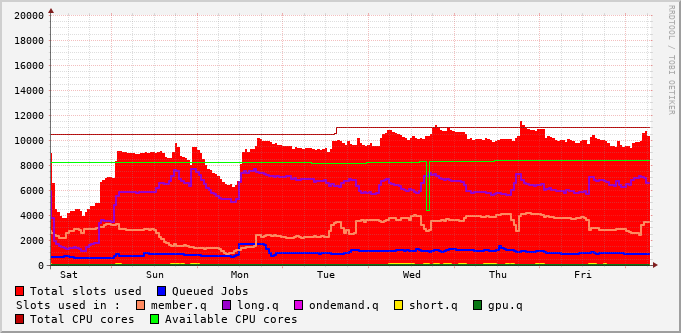 20000
18000
16000
14000
12000
10000
8000
6000
4000
2000
0
Sat Sun Mon Tue Wed Thu Fri
RRDTOOL / TOBI OETIKER
Total slots used Queued Jobs
Slots used in : member.q long.q ondemand.q short.q gpu.q
Total CPU cores Available CPU cores